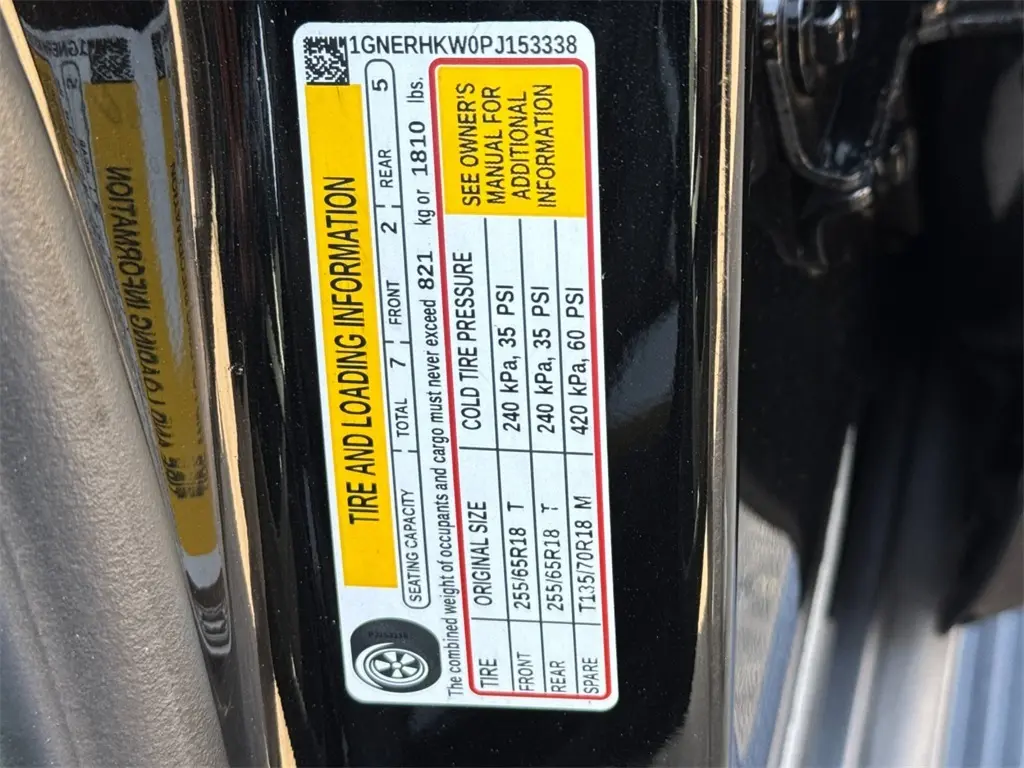 1GNERHKW0PJ153338
TIRE AND LOADING INFORMATION
SEATING CAPACITY TOTAL 7 FRONT 2 REAR 5
The combined weight of occupants and cargo must never exceed 821 kg or 1810 lbs.
TIRE ORIGINAL SIZE COLD TIRE PRESSURE
FRONT 255/65R18 T 240 kPa, 35 PSI
REAR 255/65R18 T 240 kPa, 35 PSI
SPARE T135/70R18 M 420 kPa, 60 PSI
SEE OWNER'S
MANUAL FOR
ADDITIONAL
INFORMATION